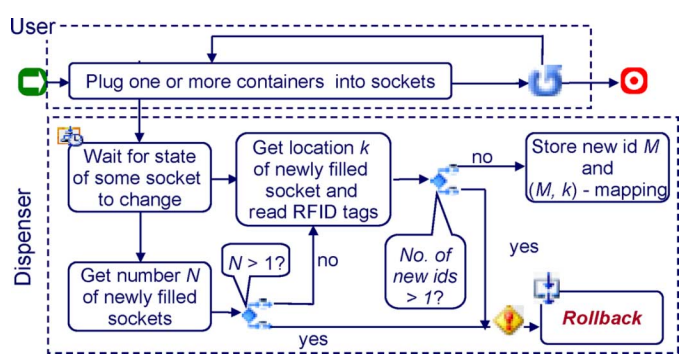 User
Plug one or more containers into sockets
Dispenser
Wait for state
of some socket
to change
Get location k
of newly filled
socket and
read RFID tags
no
Store new id M
and
(M, k) - mapping
No. of
new ids
> 1?
yes
Get number N
of newly filled
sockets
N > 1?
no
yes
Rollback